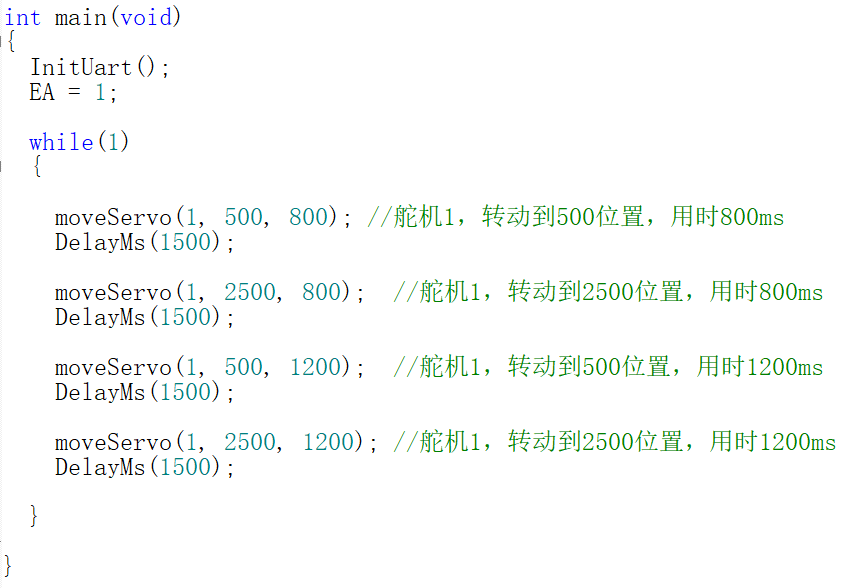 int main(void)
{
  InitUart();
  EA = 1;

  while(1)
  {

    moveServo(1, 500, 800); //舵机1，转动到500位置，用时800ms
    DelayMs(1500);

    moveServo(1, 2500, 800);  //舵机1，转动到2500位置，用时800ms
    DelayMs(1500);

    moveServo(1, 500, 1200);  //舵机1，转动到500位置，用时1200ms
    DelayMs(1500);

    moveServo(1, 2500, 1200); //舵机1，转动到2500位置，用时1200ms
    DelayMs(1500);

  }

}